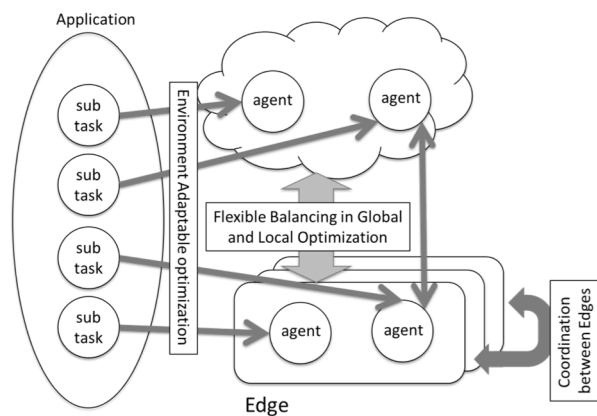 Application
sub
task
sub
task
sub
task
sub
task
Environment Adaptable optimization
agent
agent
Flexible Balancing in Global
and Local Optimization
agent
agent
Edge
Coordination
between Edges